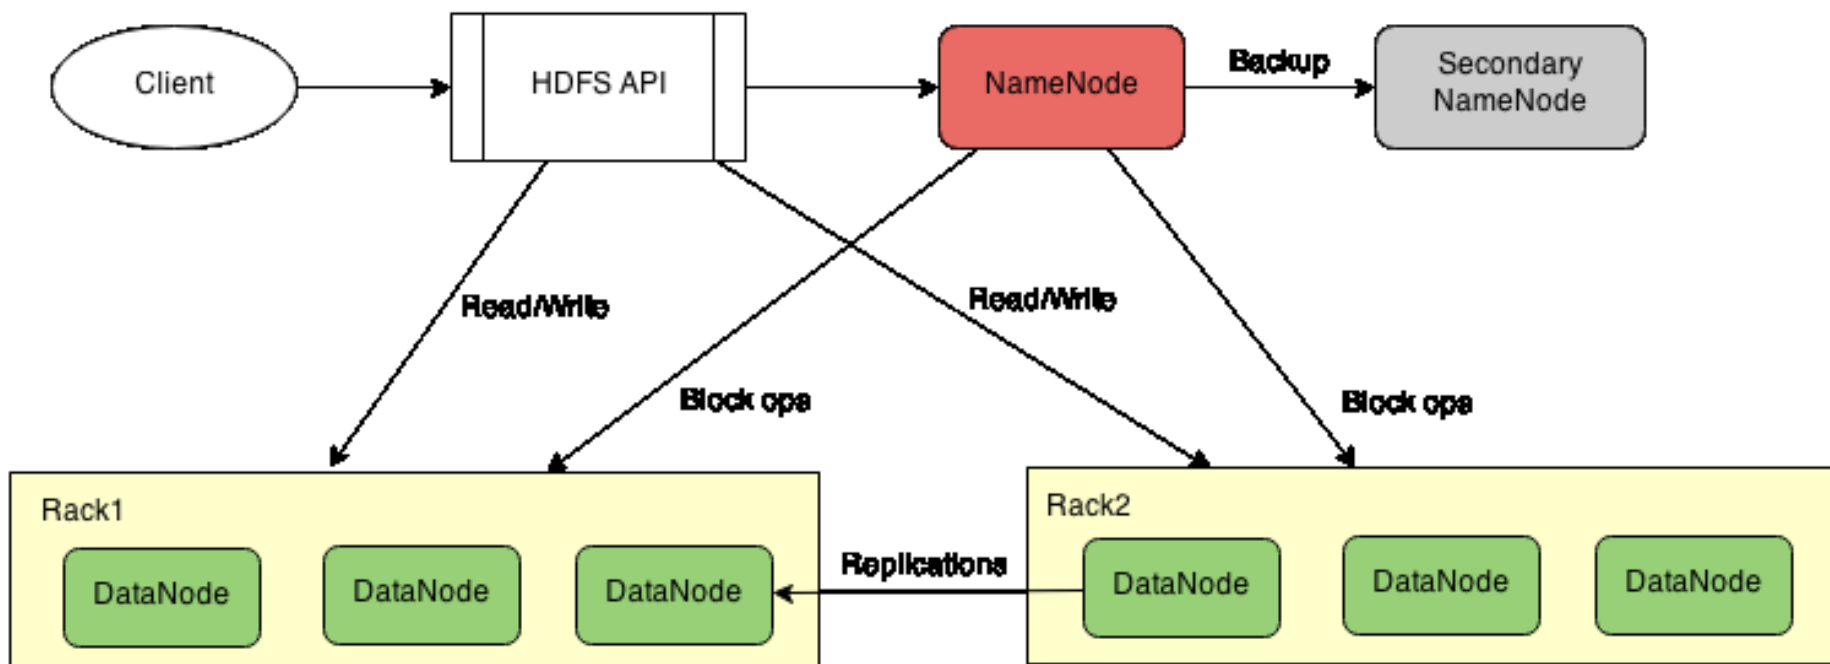 Client
HDFS API
NameNode
Backup
Secondary
NameNode
Read/Write
Read/Write
Block ops
Block ops
Rack1
DataNode
DataNode
DataNode
Replications
Rack2
DataNode
DataNode
DataNode